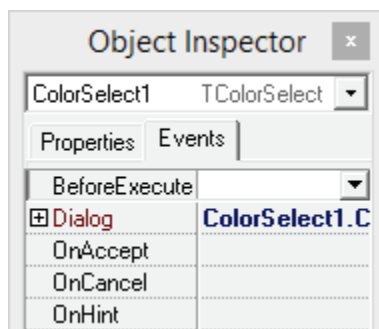 Object Inspector x
ColorSelect1 TColorSelect
Properties Events
BeforeExecute
Dialog ColorSelect1.C
OnAccept
OnCancel
OnHint